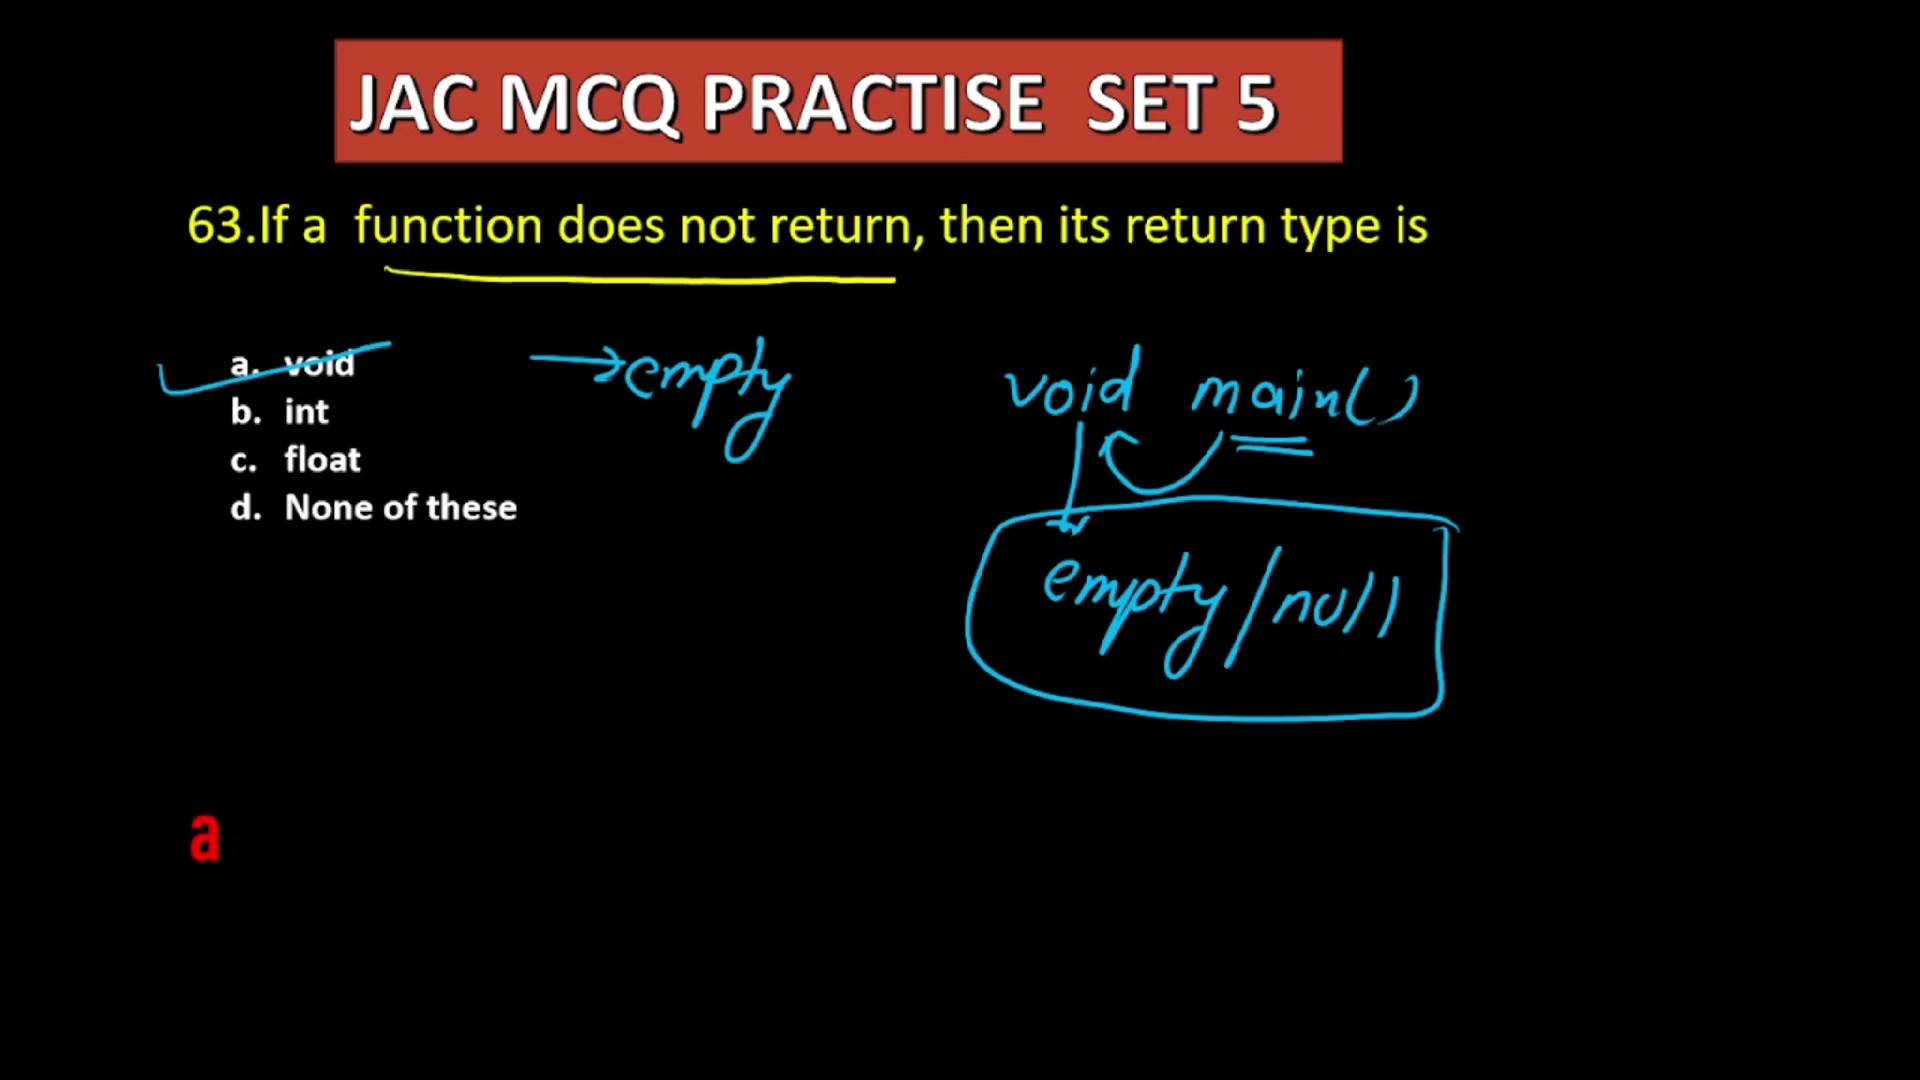 JAC MCQ PRACTISE SET 5
63.If a function does not return, then its return type is
a. void
→empty
b. int
c. float
d. None of these
void main()
empty/null
a